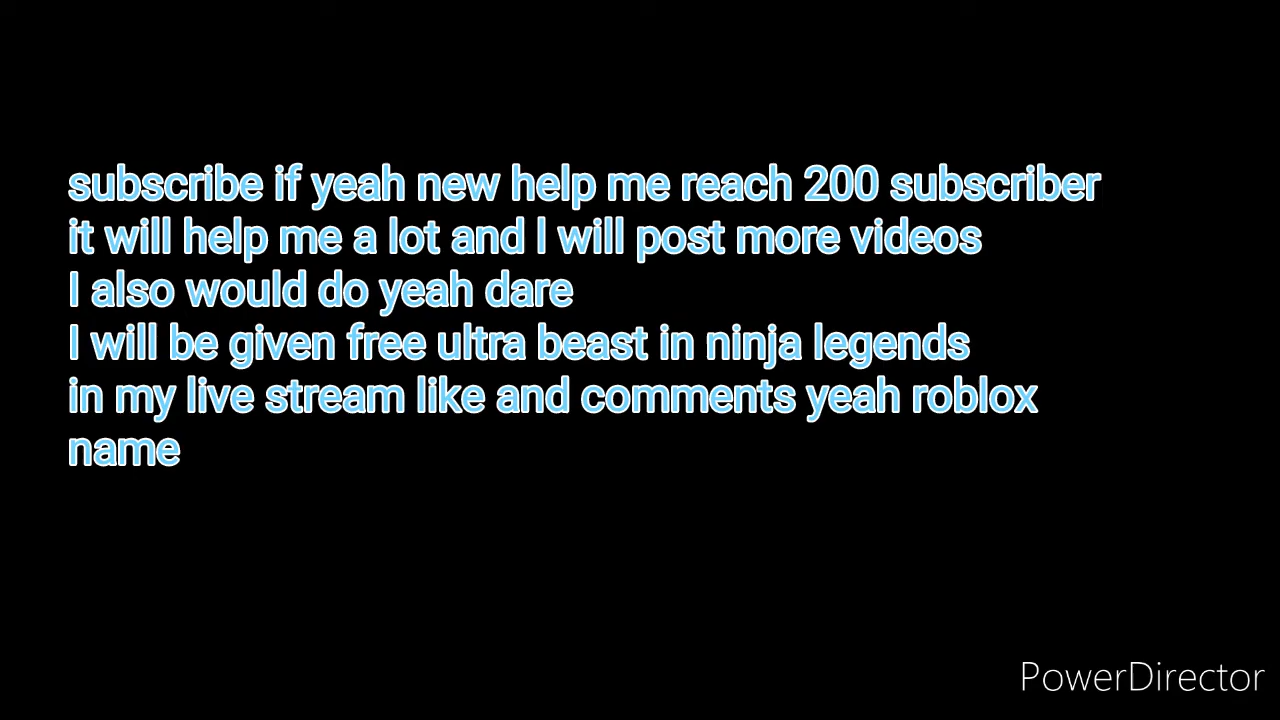 subscribe if yeah new help me reach 200 subscriber
it will help me a lot and I will post more videos
I also would do yeah dare
I will be given free ultra beast in ninja legends
in my live stream like and comments yeah roblox
name
PowerDirector